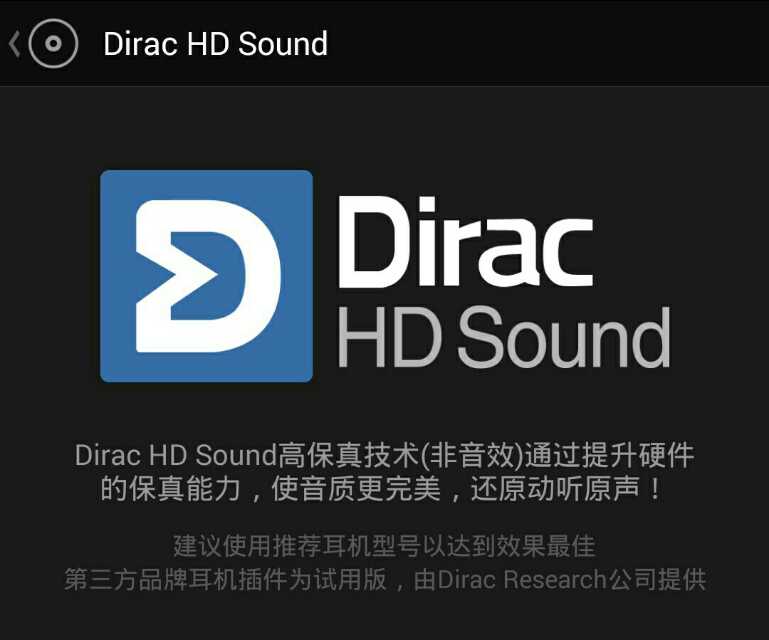 Dirac HD Sound
Dirac
HD Sound
Dirac HD Sound高保真技术(非音效)通过提升硬件
的保真能力，使音质更完美，还原动听原声！
建议使用推荐耳机型号以达到效果最佳
第三方品牌耳机插件为试用版，由Dirac Research公司提供